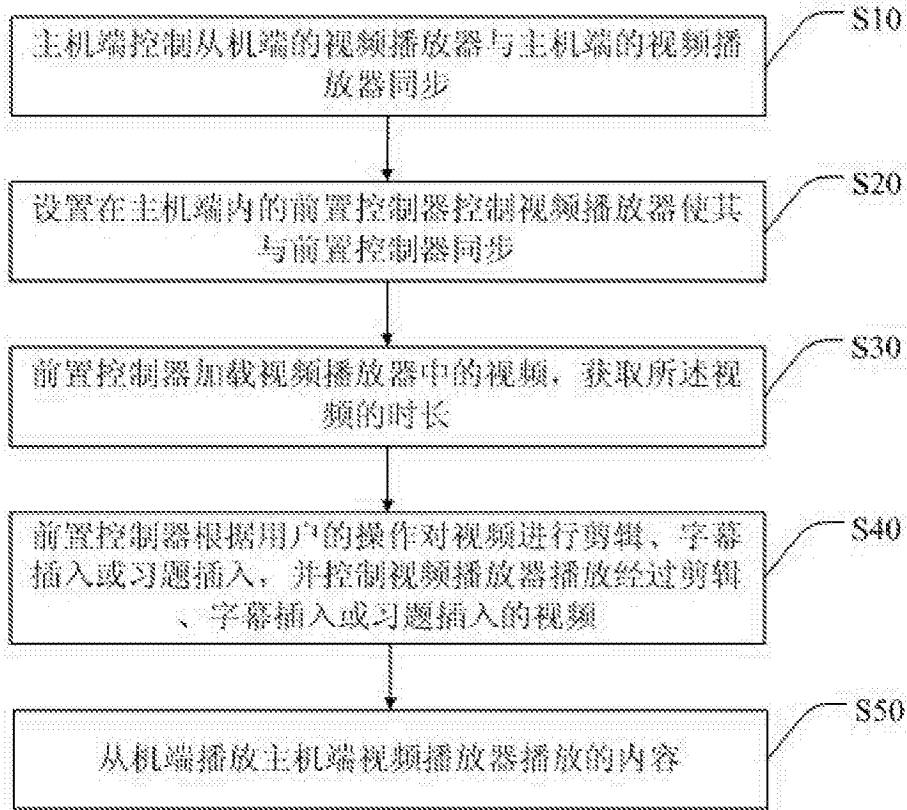 S10
主机端控制从机端的视频播放器与主机端的视频播
放器同步
S20
设置在主机端内的前置控制器控制视频播放器使其
与前置控制器同步
S30
前置控制器加载视频播放器中的视频，获取所述视
频的时长
S40
前置控制器根据用户的操作对视频进行剪辑、字幕
插入或习题插入，并控制视频播放器播放经过剪辑
、字幕插入或习题插入的视频
S50
从机端播放主机端视频播放器播放的内容